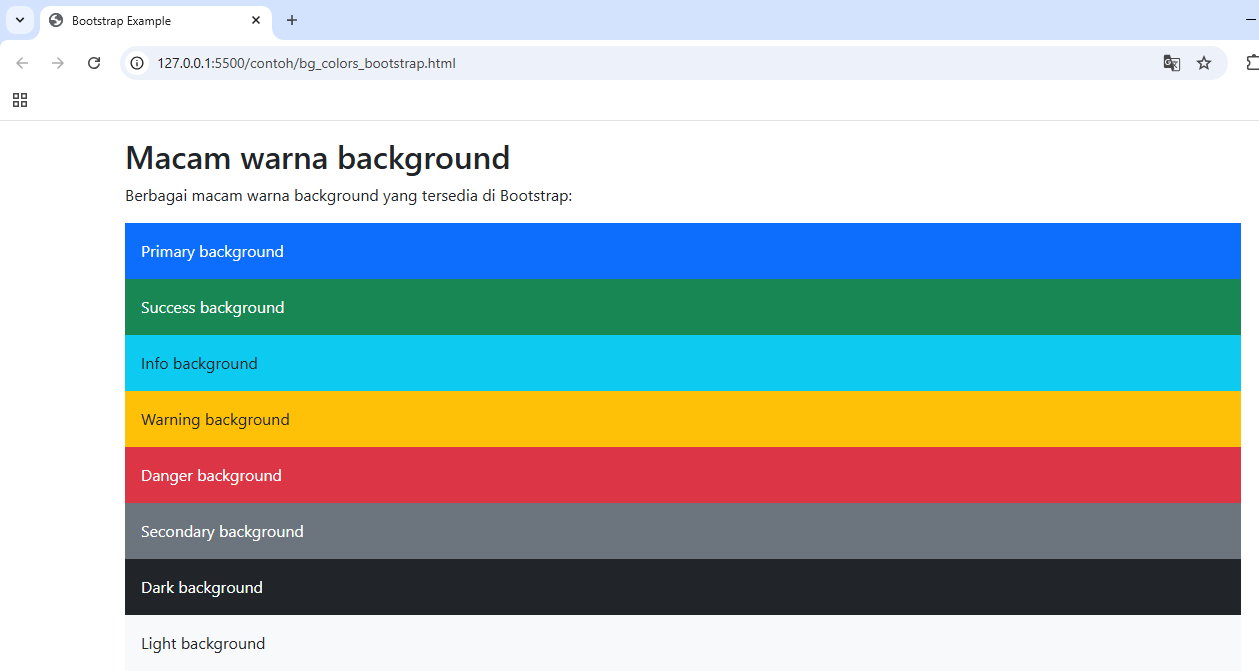 Bootstrap Example
127.0.0.1:5500/contoh/bg_colors_bootstrap.html
Macam warna background
Berbagai macam warna background yang tersedia di Bootstrap:
Primary background
Success background
Info background
Warning background
Danger background
Secondary background
Dark background
Light background